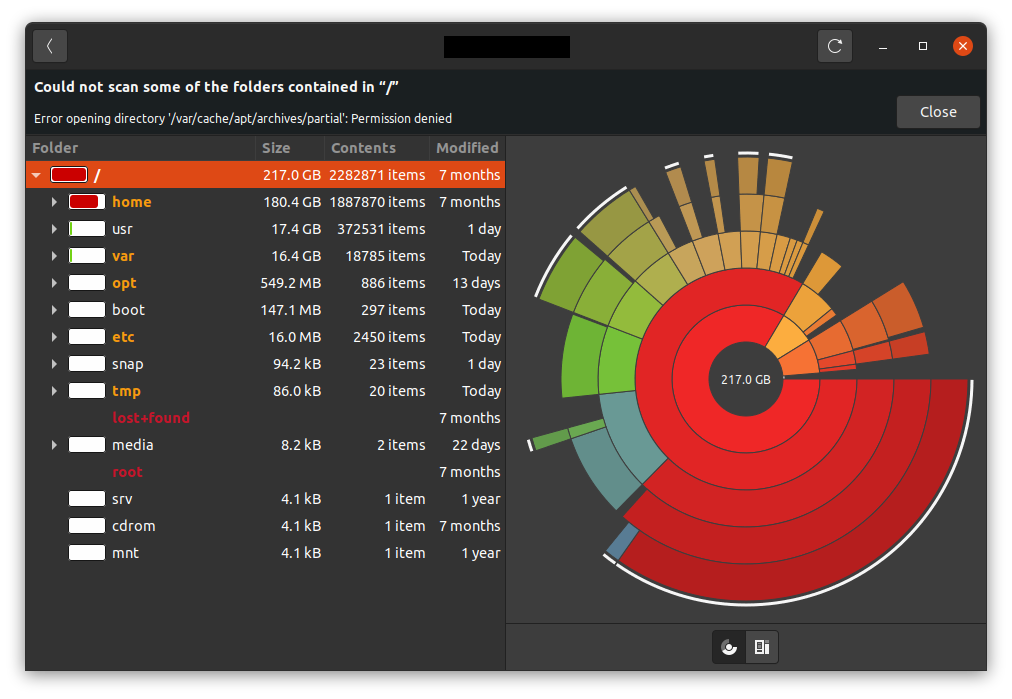 Could not scan some of the folders contained in “/”
Error opening directory '/var/cache/apt/archives/partial': Permission denied
Close
Folder Size Contents Modified
/ 217.0 GB 2282871 items 7 months
home 180.4 GB 1887870 items 7 months
usr 17.4 GB 372531 items 1 day
var 16.4 GB 18785 items Today
opt 549.2 MB 886 items 13 days
boot 147.1 MB 297 items Today
etc 16.0 MB 2450 items Today
snap 94.2 kB 23 items 1 day
tmp 86.0 kB 20 items Today
lost+found 7 months
media 8.2 kB 2 items 22 days
root 7 months
srv 4.1 kB 1 item 1 year
cdrom 4.1 kB 1 item 7 months
mnt 4.1 kB 1 item 1 year
217.0 GB